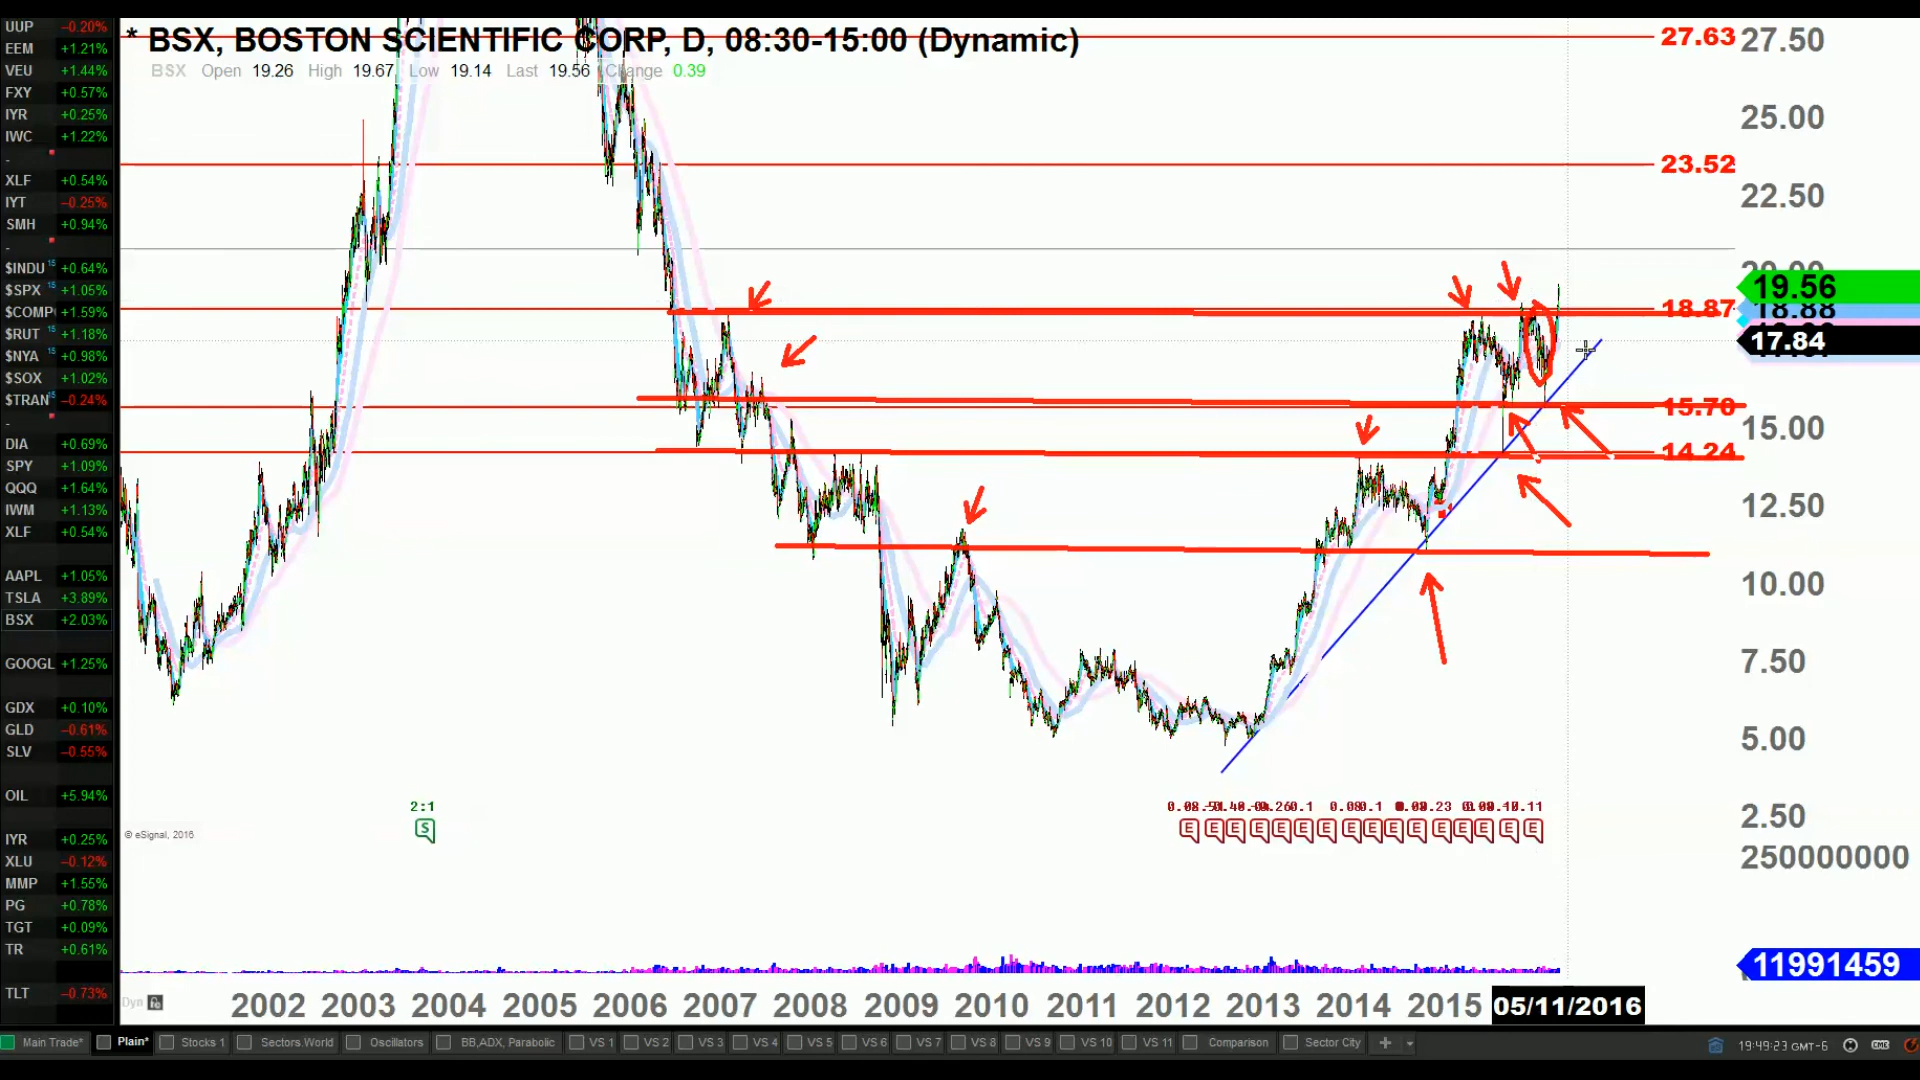 * BSX, BOSTON SCIENTIFIC CORP, D, 08:30-15:00 (Dynamic)
BSX Open 19.26 High 19.67 Low 19.14 Last 19.56 Change 0.39
UUP -0.20%
EEM +1.21%
VEU +1.44%
FXY +0.57%
IYR +0.25%
IWC +1.22%
-
XLF +0.54%
IYT -0.25%
SMH +0.94%
-
$INDU 15 +0.64%
$SPX 15 +1.05%
$COMP +1.59%
$RUT 15 +1.18%
$NYA 15 +0.98%
$SOX +1.02%
$TRAN 15 -0.24%
-
DIA +0.69%
SPY +1.09%
QQQ +1.64%
IWM +1.13%
XLF +0.54%
AAPL +1.05%
TSLA +3.89%
BSX +2.03%
GOOGL +1.25%
GDX +0.10%
GLD -0.61%
SLV -0.55%
OIL +5.94%
IYR +0.25%
XLU -0.12%
MMP +1.55%
PG +0.78%
TGT +0.09%
TR +0.61%
TLT -0.73%
27.63
23.52
18.87
15.70
14.24
27.50
25.00
22.50
20.00
19.56
18.88
17.84
15.00
12.50
10.00
7.50
5.00
2.50
250000000
11991459
2:1
S
E E E E E E E E E E E E E E E
© eSignal, 2016
Dyn
2002 2003 2004 2005 2006 2007 2008 2009 2010 2011 2012 2013 2014 2015 05/11/2016
Main Trade* Plain* Stocks 1 Sectors.World Oscillators BB,ADX, Parabolic VS 1 VS 2 VS 3 VS 4 VS 5 VS 6 VS 7 VS 8 VS 9 VS 10 VS 11 Comparison Sector City +
19:49:23 GMT-6